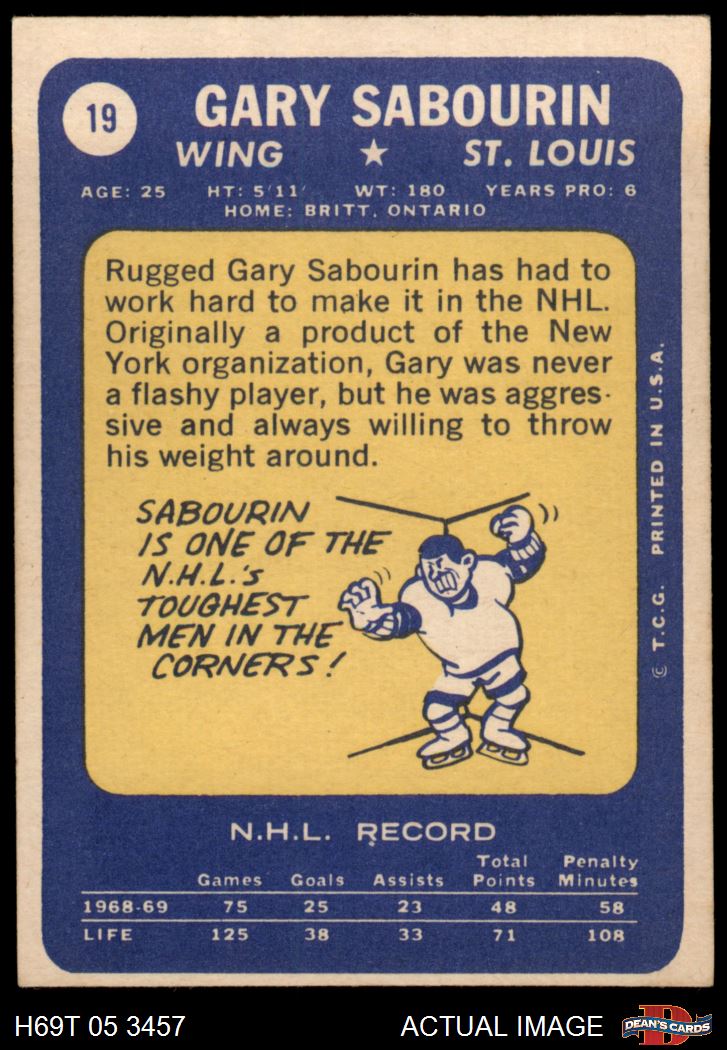 19
GARY SABOURIN
WING ★ ST. LOUIS
AGE: 25 HT: 5'11' WT: 180 YEARS PRO: 6
HOME: BRITT, ONTARIO
Rugged Gary Sabourin has had to
work hard to make it in the NHL.
Originally a product of the New
York organization, Gary was never
a flashy player, but he was aggres-
sive and always willing to throw
his weight around.
SABOURIN
IS ONE OF THE
N.H.L.'s
TOUGHEST
MEN IN THE
CORNERS!
© T.C.G. PRINTED IN U.S.A.
N.H.L. RECORD
Games Goals Assists Total Points Penalty Minutes
1968-69 75 25 23 48 58
LIFE 125 38 33 71 108
H69T 05 3457 ACTUAL IMAGE
D DEAN'S CARDS